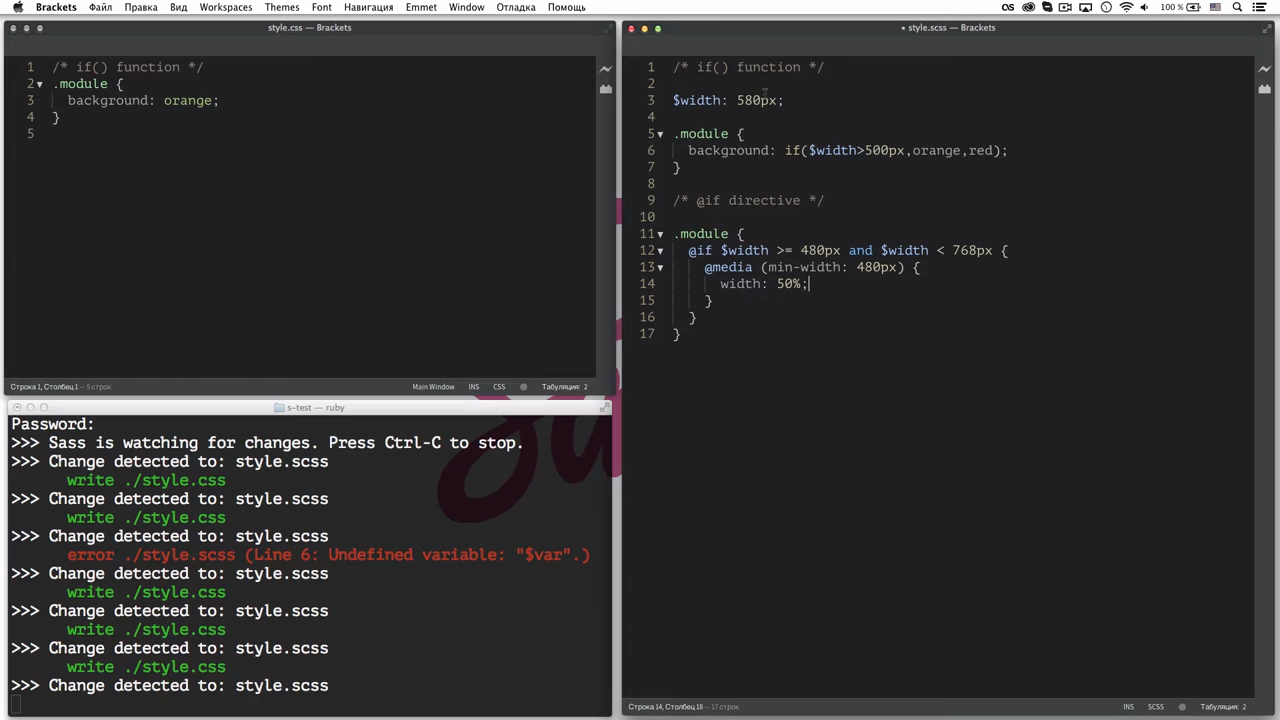 Brackets Файл Правка Вид Workspaces Themes Font Навигация Emmet Window Отладка Помощь 100 %
style.css — Brackets
1 /* if() function */
2 .module {
3 background: orange;
4 }
5
Строка 1, Столбец 1 — 5 строк Main Window INS CSS Табуляция: 2
s-test — ruby
Password:
>>> Sass is watching for changes. Press Ctrl-C to stop.
>>> Change detected to: style.scss
write ./style.css
>>> Change detected to: style.scss
write ./style.css
>>> Change detected to: style.scss
error ./style.scss (Line 6: Undefined variable: "$var".)
>>> Change detected to: style.scss
write ./style.css
>>> Change detected to: style.scss
write ./style.css
>>> Change detected to: style.scss
write ./style.css
>>> Change detected to: style.scss
• style.scss — Brackets
1 /* if() function */
2
3 $width: 580px;
4
5 .module {
6 background: if($width>500px,orange,red);
7 }
8
9 /* @if directive */
10
11 .module {
12 @if $width >= 480px and $width < 768px {
13 @media (min-width: 480px) {
14 width: 50%;
15 }
16 }
17 }
Строка 14, Столбец 18 — 17 строк INS SCSS Табуляция: 2